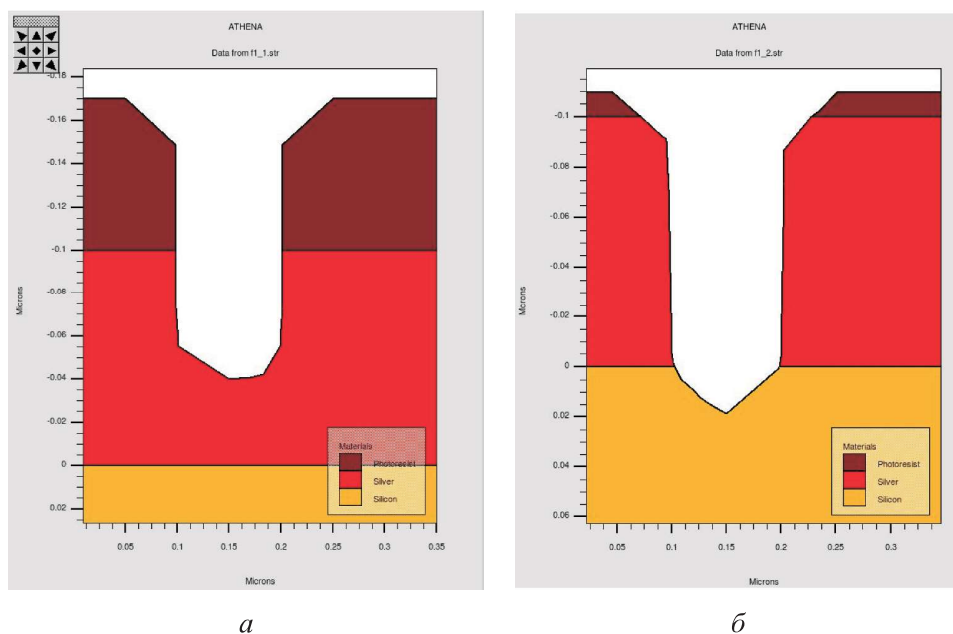 ATHENA
Data from f1_1.str
-0.18
-0.16
-0.14
-0.12
-0.1
-0.08
-0.06
-0.04
-0.02
0
0.02
Microns
Materials
Photoresist
Silver
Silicon
0.05
0.1
0.15
0.2
0.25
0.3
0.35
Microns
а
ATHENA
Data from f1_2.str
-0.1
-0.08
-0.06
-0.04
-0.02
0
0.02
0.04
0.06
Microns
Materials
Photoresist
Silver
Silicon
0.05
0.1
0.15
0.2
0.25
0.3
Microns
б